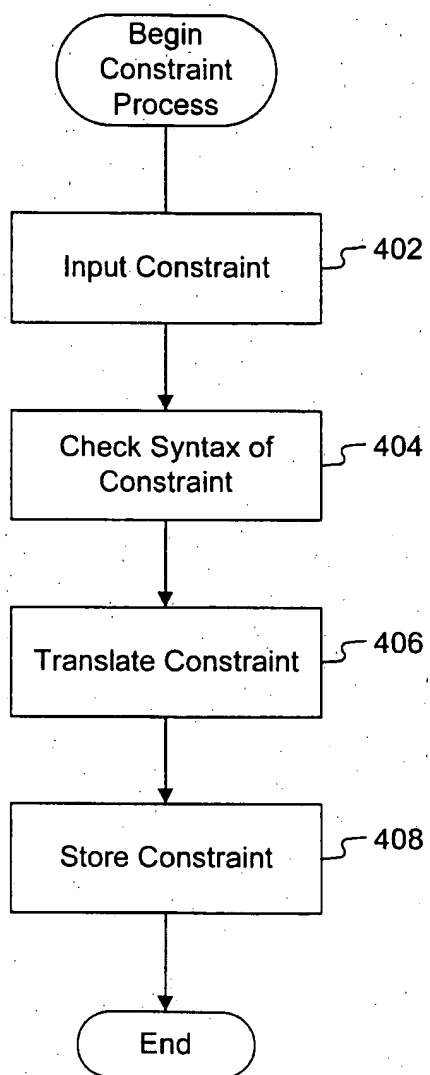 Begin
Constraint
Process
Input Constraint
402
Check Syntax of
Constraint
404
Translate Constraint
406
Store Constraint
408
End